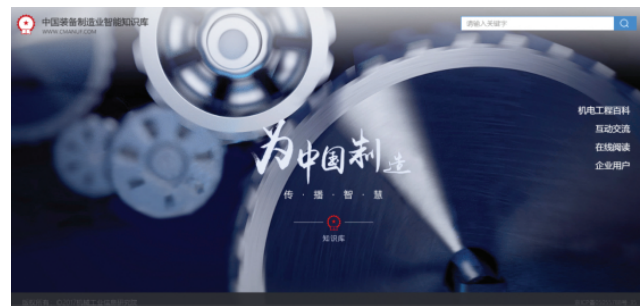 中国装备制造业智能知识库
WWW.CMANUF.COM
请输入关键字
机电工程百科
互动交流
在线阅读
企业用户
为中国制造
传·播·智·慧
知识库